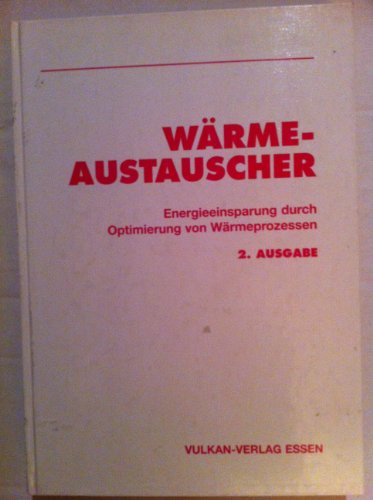 WÄRME-
AUSTAUSCHER
Energieeinsparung durch
Optimierung von Wärmeprozessen
2. AUSGABE
VULKAN-VERLAG ESSEN